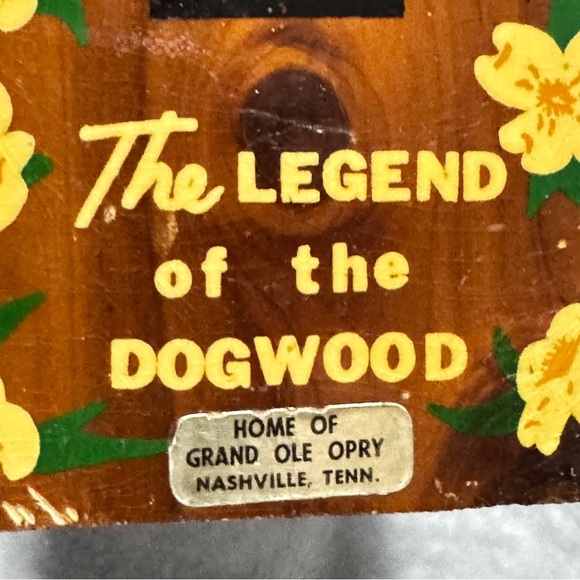 The LEGEND
of the
DOGWOOD
HOME OF
GRAND OLE OPRY
NASHVILLE, TENN.